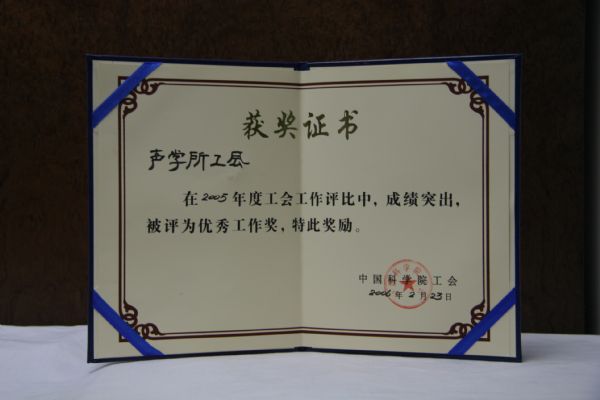 获奖证书
声学所工会
在2005年度工会工作评比中，成绩突出，
被评为优秀工作奖，特此奖励。
中国科学院工会
2006年2月23日